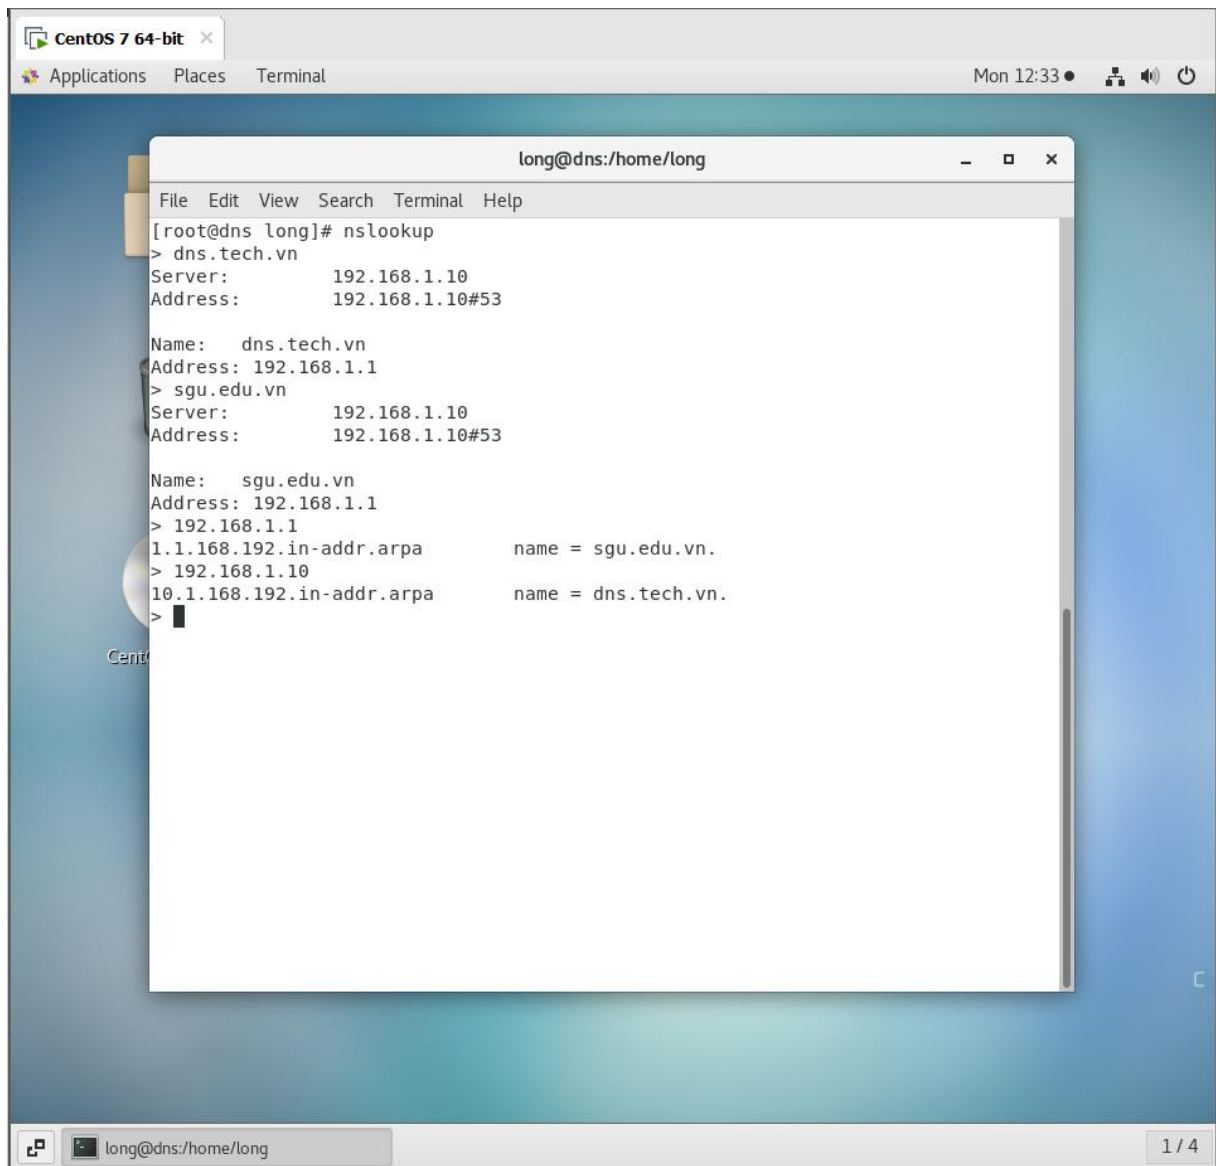 CentOS 7 64-bit
Applications Places Terminal Mon 12:33
long@dns:/home/long
File Edit View Search Terminal Help
[root@dns long]# nslookup
> dns.tech.vn
Server: 192.168.1.10
Address: 192.168.1.10#53
Name: dns.tech.vn
Address: 192.168.1.1
> sgu.edu.vn
Server: 192.168.1.10
Address: 192.168.1.10#53
Name: sgu.edu.vn
Address: 192.168.1.1
> 192.168.1.1
1.1.168.192.in-addr.arpa name = sgu.edu.vn.
> 192.168.1.10
10.1.168.192.in-addr.arpa name = dns.tech.vn.
>
long@dns:/home/long 1 / 4